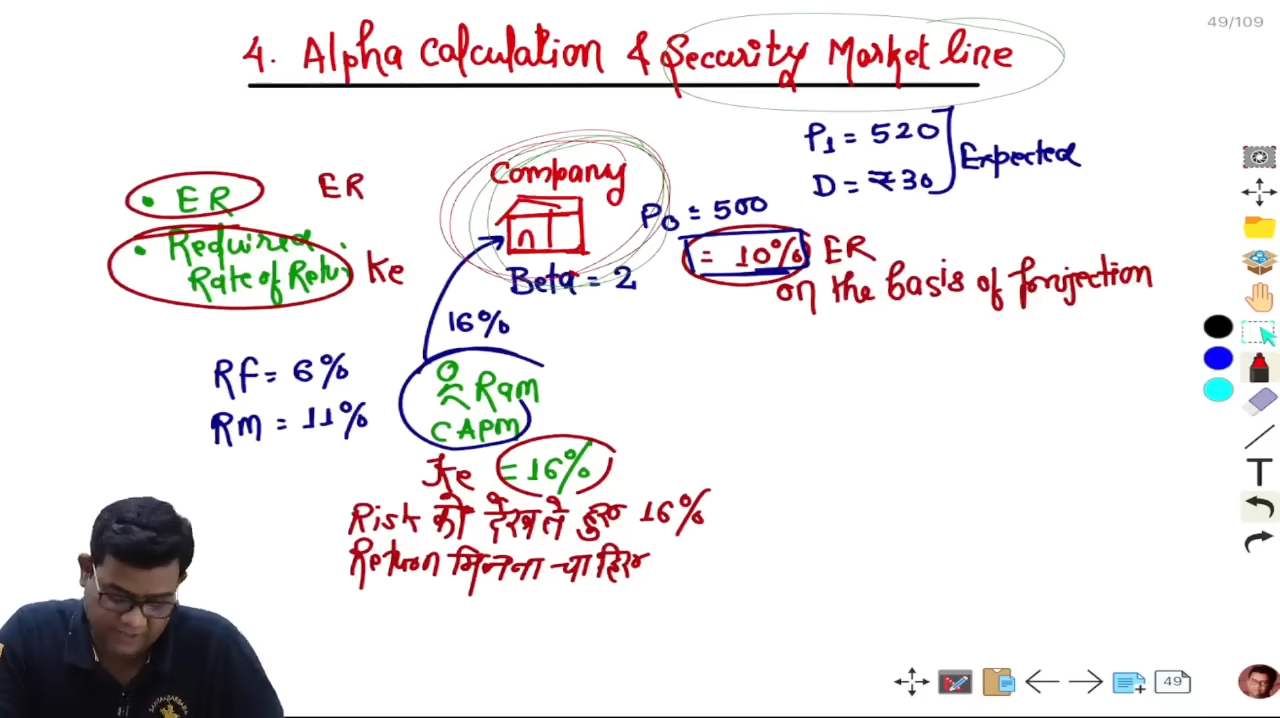 49/109
4. Alpha Calculation & Security Market line
P₁ = 520
D = ₹30
Expected
• ER
ER
Company
P₀ = 500
= 10% ER
on the basis of Projection
• Required
Rate of Return
Ke
Beta = 2
16%
RF = 6%
Rm = 11%
Ram
CAPM
Ke = 16%
Risk को देखते हुए 16%
Return मिलना चाहिए
T
49